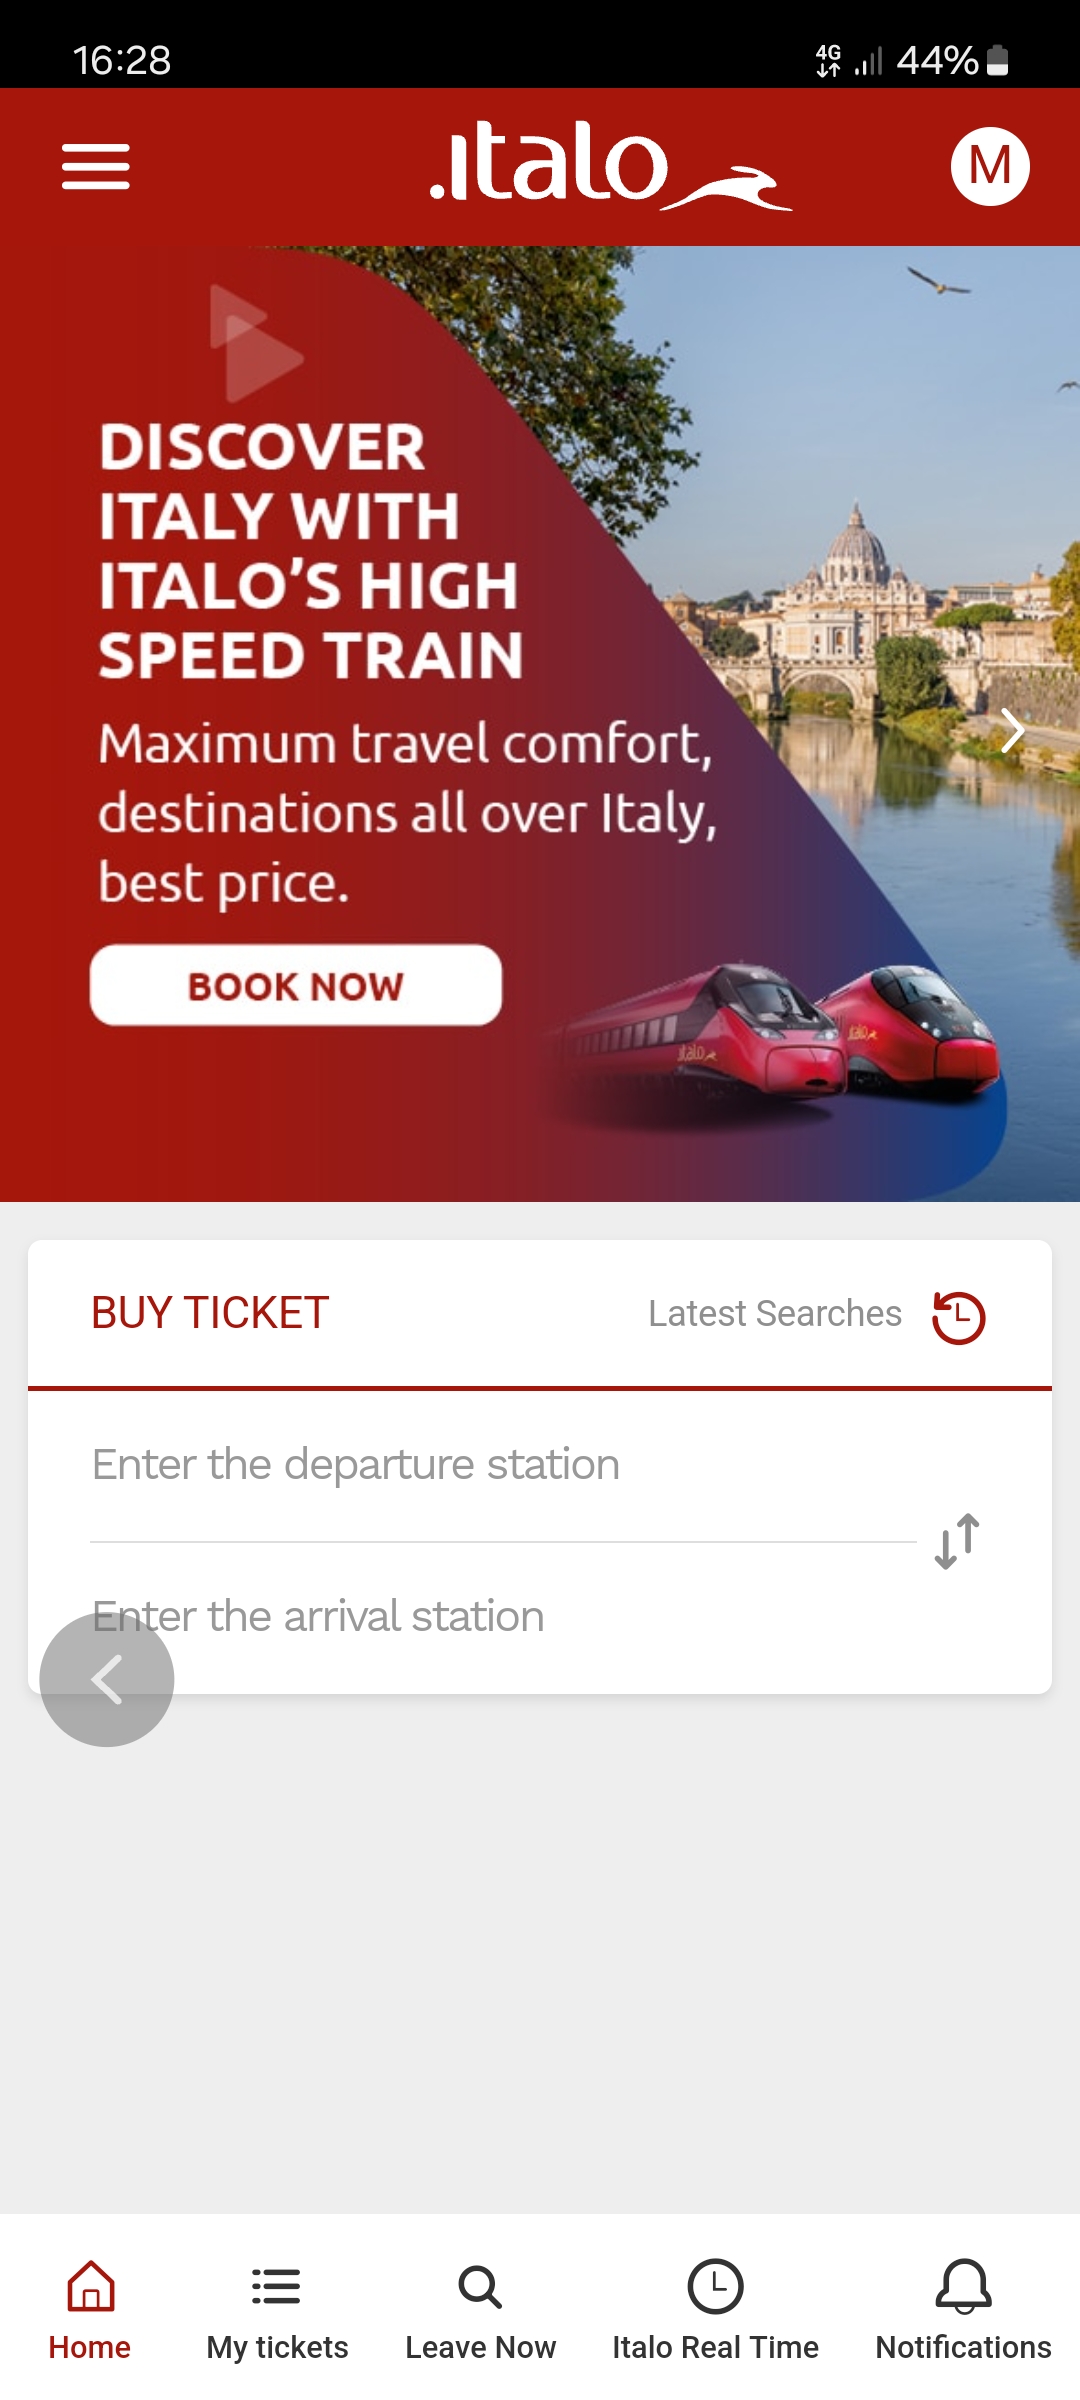 16:28
4G 44%
.italo
M
DISCOVER
ITALY WITH
ITALO'S HIGH
SPEED TRAIN
Maximum travel comfort,
destinations all over Italy,
best price.
BOOK NOW
italo
italo
BUY TICKET
Latest Searches
Enter the departure station
Enter the arrival station
Home
My tickets
Leave Now
Italo Real Time
Notifications